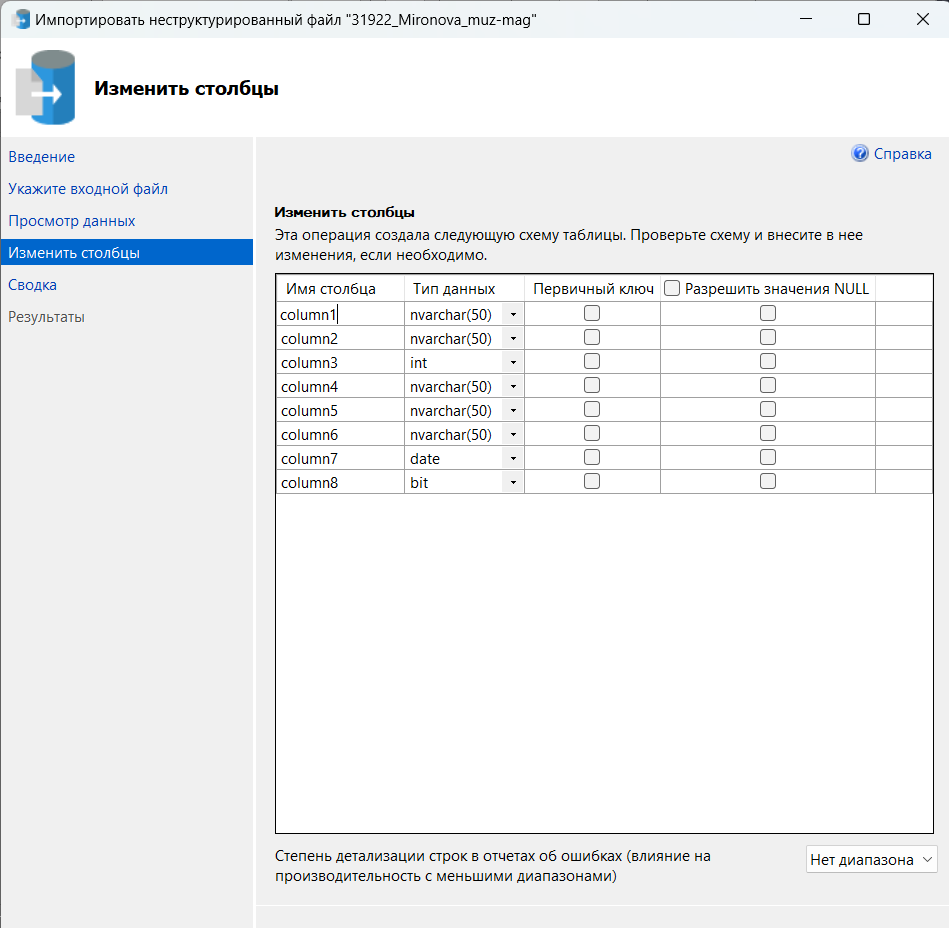 Импортировать неструктурированный файл "31922_Mironova_muz-mag"
Изменить столбцы
Введение
Укажите входной файл
Просмотр данных
Изменить столбцы
Сводка
Результаты
Справка
Изменить столбцы
Эта операция создала следующую схему таблицы. Проверьте схему и внесите в нее
изменения, если необходимо.
Имя столбца Тип данных Первичный ключ Разрешить значения NULL
column1 nvarchar(50)
column2 nvarchar(50)
column3 int
column4 nvarchar(50)
column5 nvarchar(50)
column6 nvarchar(50)
column7 date
column8 bit
Степень детализации строк в отчетах об ошибках (влияние на
производительность с меньшими диапазонами)
Нет диапазона